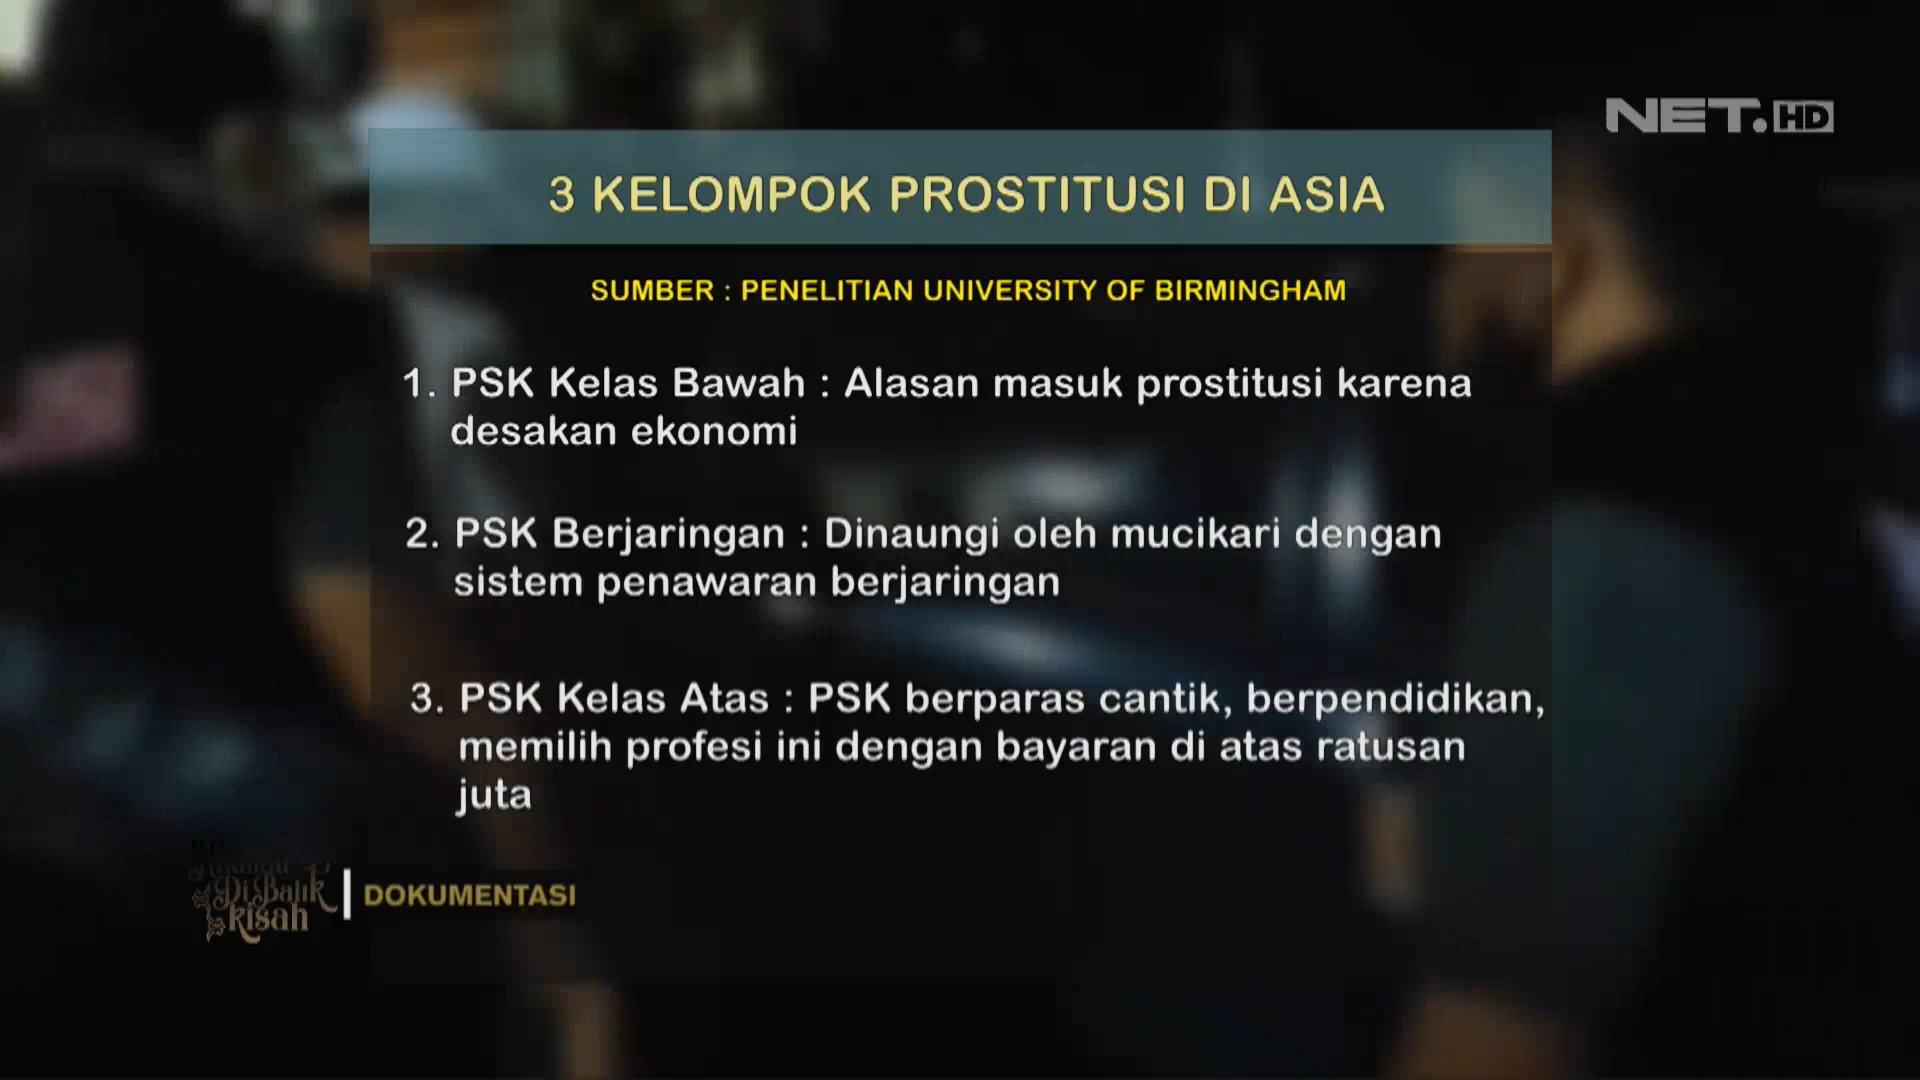 NET.HD
3 KELOMPOK PROSTITUSI DI ASIA
SUMBER : PENELITIAN UNIVERSITY OF BIRMINGHAM
1. PSK Kelas Bawah : Alasan masuk prostitusi karena
desakan ekonomi
2. PSK Berjaringan : Dinaungi oleh mucikari dengan
sistem penawaran berjaringan
3. PSK Kelas Atas : PSK berparas cantik, berpendidikan,
memilih profesi ini dengan bayaran di atas ratusan
juta
Di Balik
kisah
DOKUMENTASI